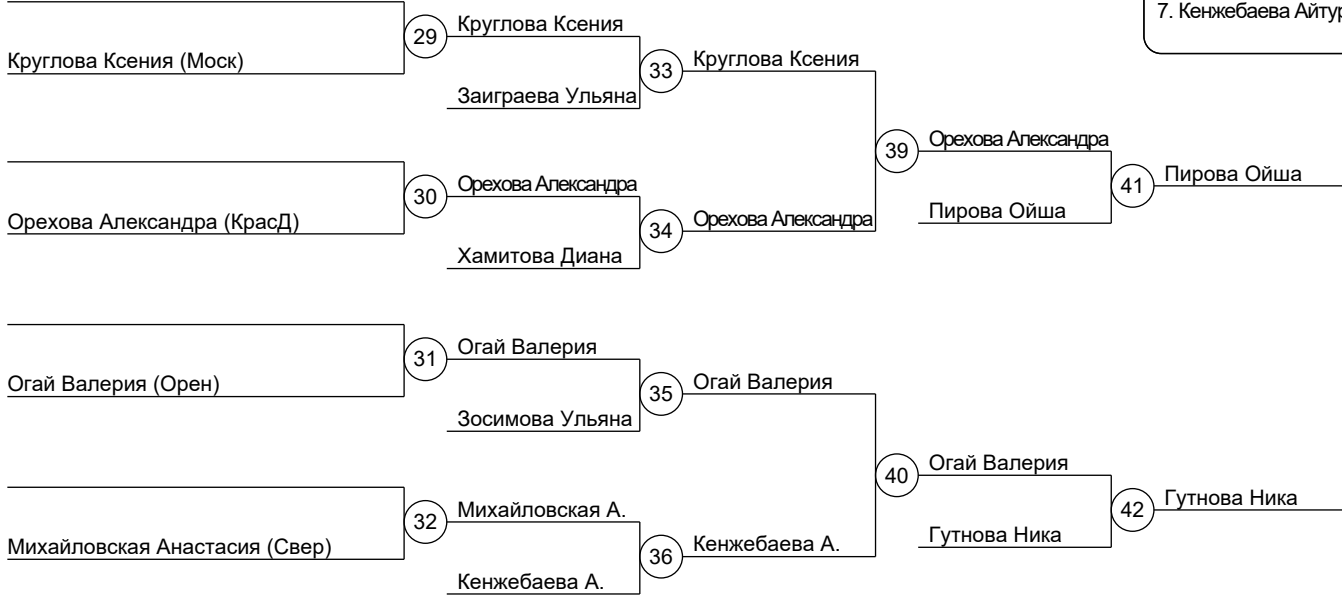 7. Кенжебаева Айтур
Круглова Ксения
29
Круглова Ксения (Моск)
Круглова Ксения
33
Заиграева Ульяна
Орехова Александра
39
Орехова Александра
30
Пирова Ойша
41
Орехова Александра (КрасД)
Орехова Александра
34
Пирова Ойша
Хамитова Диана
Огай Валерия
31
Огай Валерия (Орен)
Огай Валерия
35
Зосимова Ульяна
Огай Валерия
40
Михайловская А.
32
Гутнова Ника
42
Михайловская Анастасия (Свер)
Кенжебаева А.
36
Гутнова Ника
Кенжебаева А.